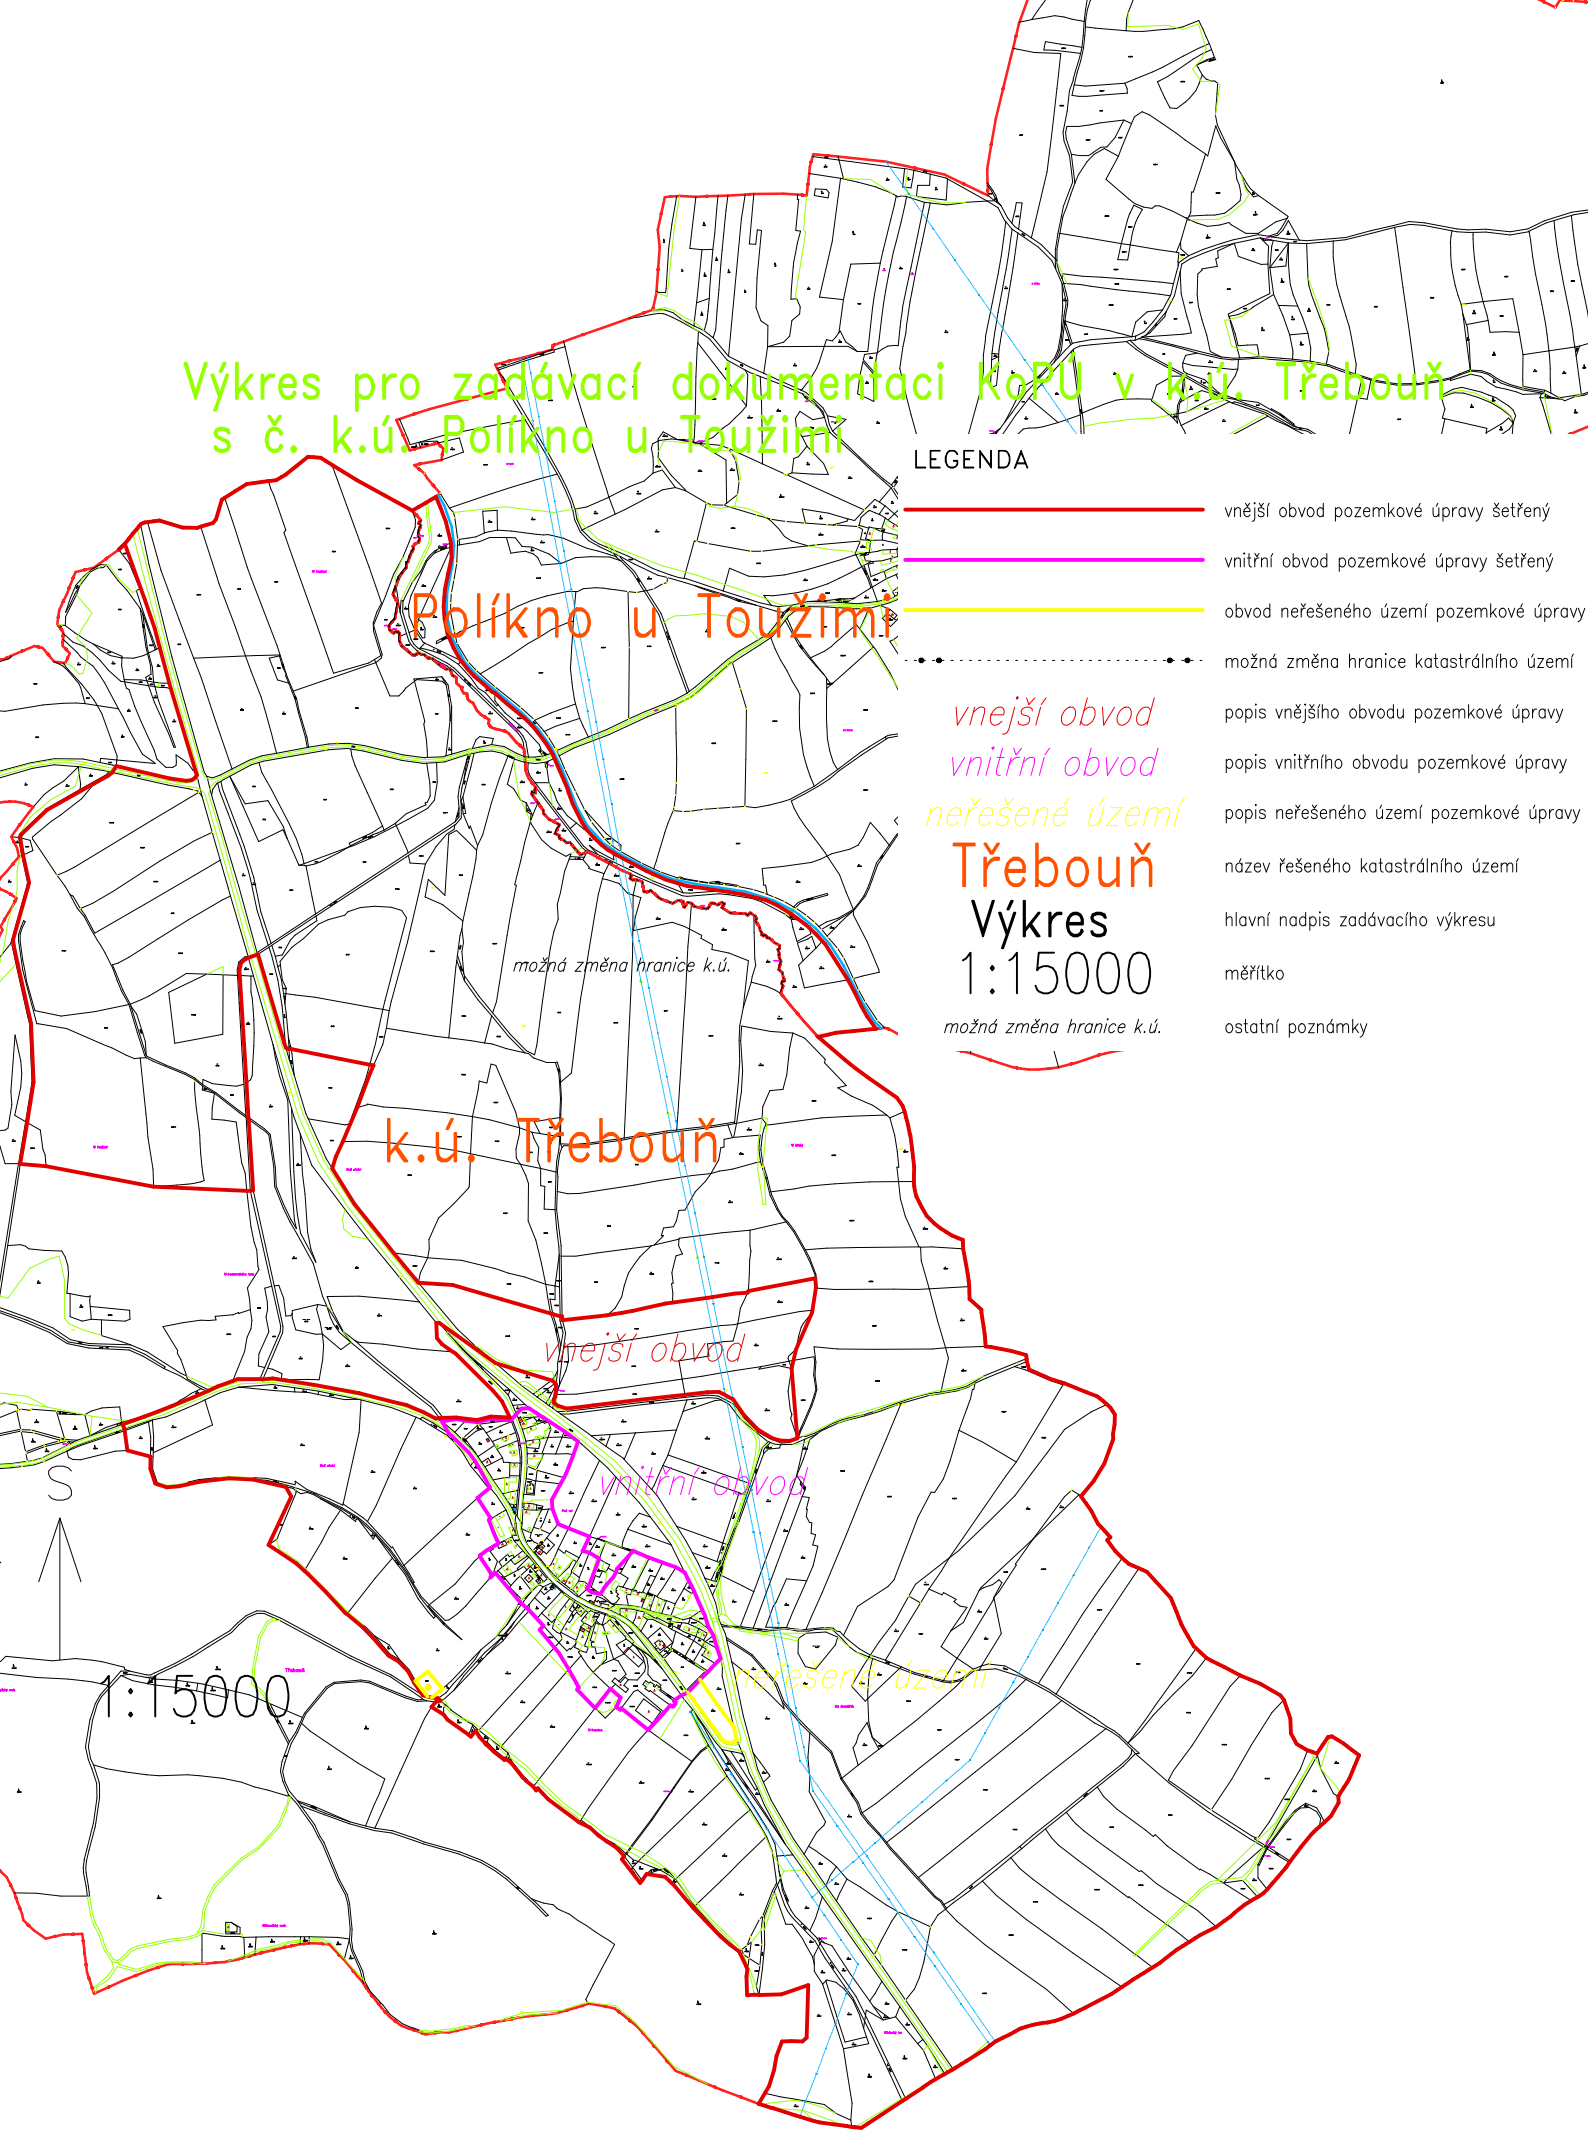 Výkres pro zadávací dokumentaci KoPÚ v k.ú. Třebouň
s č. k.ú. Polikno u Toužimi
LEGENDA
vnější obvod pozemkové úpravy šetřený
vnitřní obvod pozemkové úpravy šetřený
obvod neřešeného území pozemkové úpravy
možná změna hranice katastrálního území
vnejší obvod popis vnějšího obvodu pozemkové úpravy
vnitřní obvod popis vnitřního obvodu pozemkové úpravy
neřešené území popis neřešeného území pozemkové úpravy
Třebouň název řešeného katastrálního území
Výkres hlavní nadpis zadávacího výkresu
1:15000 měřítko
možná změna hranice k.ú. ostatní poznámky
Políkno u Toužimi
možná změna hranice k.ú.
k.ú. Třebouň
vnejší obvod
vnitřní obvod
S
neřešené území
1:15000